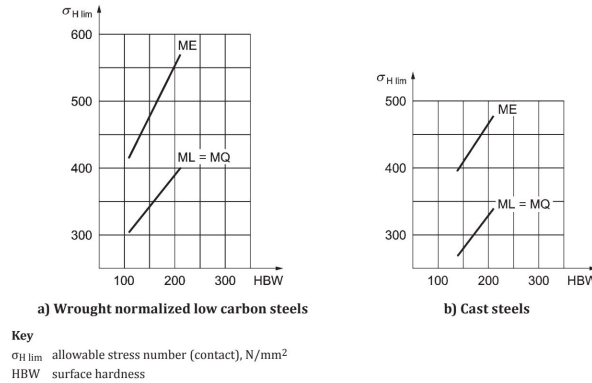 σH lim
600
500
400
300
ME
ML = MQ
100 200 300 HBW
a) Wrought normalized low carbon steels
σH lim
500
400
300
ME
ML = MQ
100 200 300 HBW
b) Cast steels
Key
σH lim allowable stress number (contact), N/mm²
HBW surface hardness